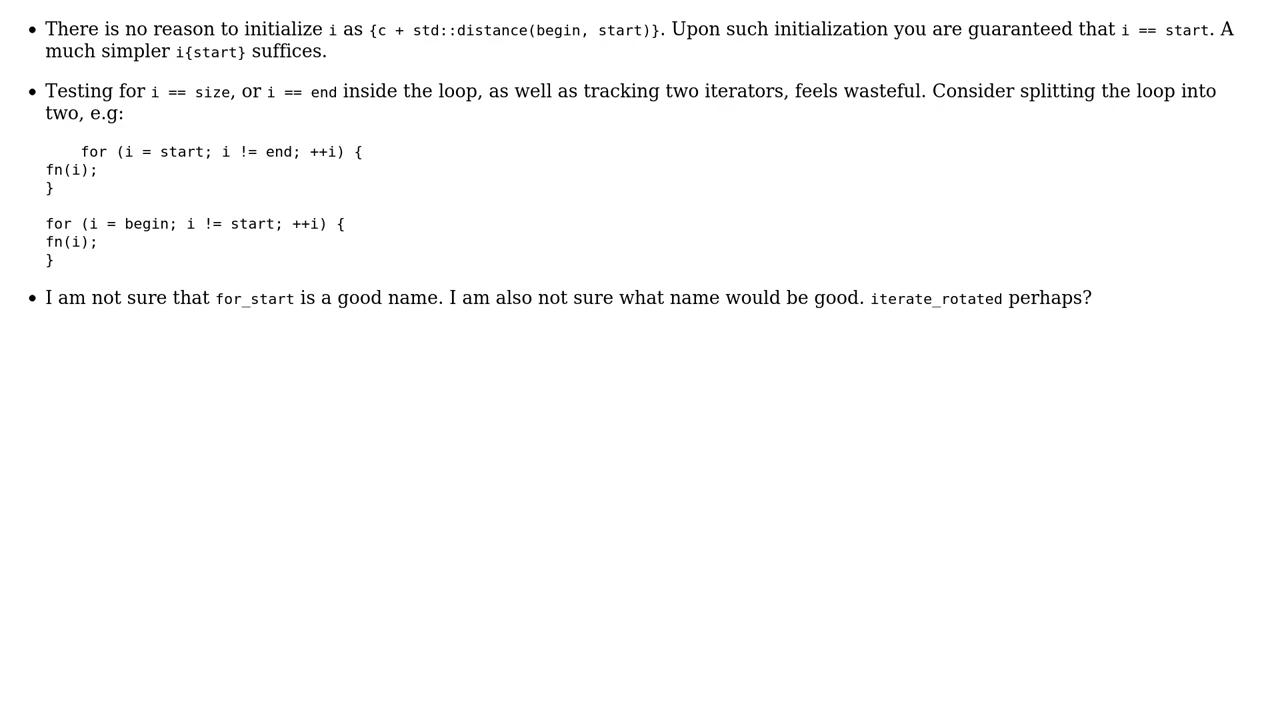 • There is no reason to initialize i as {c + std::distance(begin, start)}. Upon such initialization you are guaranteed that i == start. A
much simpler i{start} suffices.
• Testing for i == size, or i == end inside the loop, as well as tracking two iterators, feels wasteful. Consider splitting the loop into
two, e.g:
    for (i = start; i != end; ++i) {
fn(i);
}
for (i = begin; i != start; ++i) {
fn(i);
}
• I am not sure that for_start is a good name. I am also not sure what name would be good. iterate_rotated perhaps?